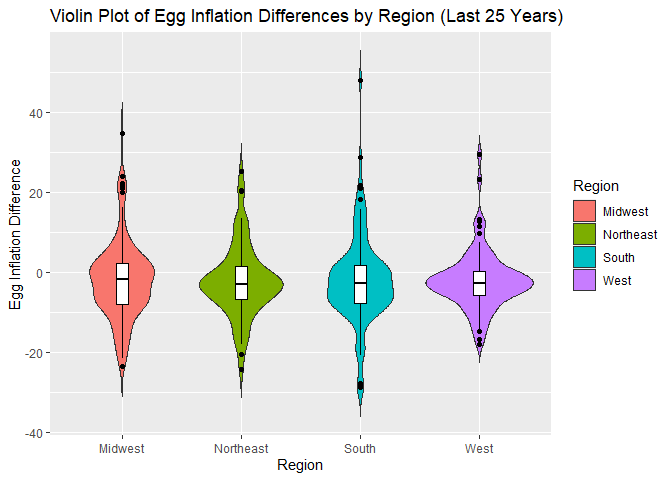 Violin Plot of Egg Inflation Differences by Region (Last 25 Years)
Egg Inflation Difference
40
20
0
-20
-40
Midwest
Northeast
South
West
Region
Region
Midwest
Northeast
South
West